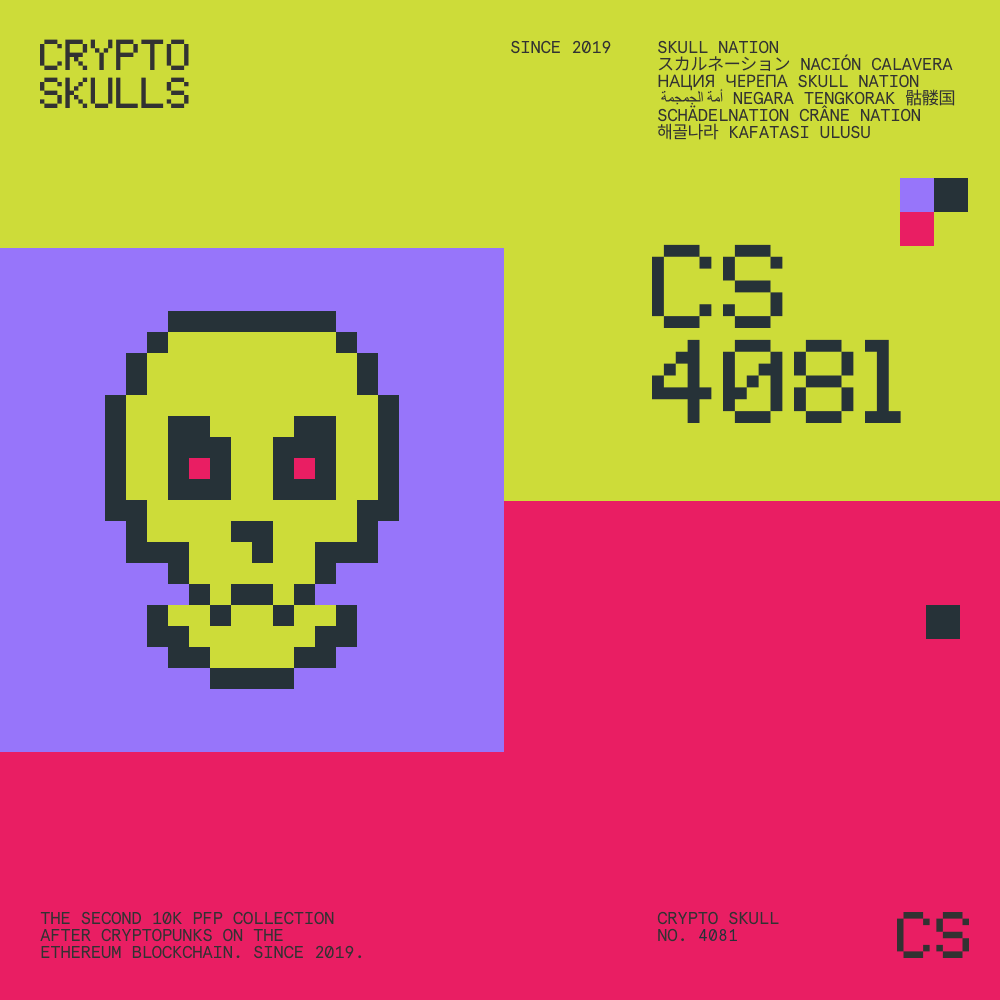 CRYPTO
SKULLS
SINCE 2019
SKULL NATION
スカルネーション NACIÓN CALAVERA
НАЦИЯ ЧЕРЕПА SKULL NATION
أمة الجمجمة NEGARA TENGKORAK 骷髅国
SCHÄDELNATION CRÂNE NATION
해골나라 KAFATASI ULUSU
CS
4081
THE SECOND 10K PFP COLLECTION
AFTER CRYPTOPUNKS ON THE
ETHEREUM BLOCKCHAIN. SINCE 2019.
CRYPTO SKULL
NO. 4081
CS